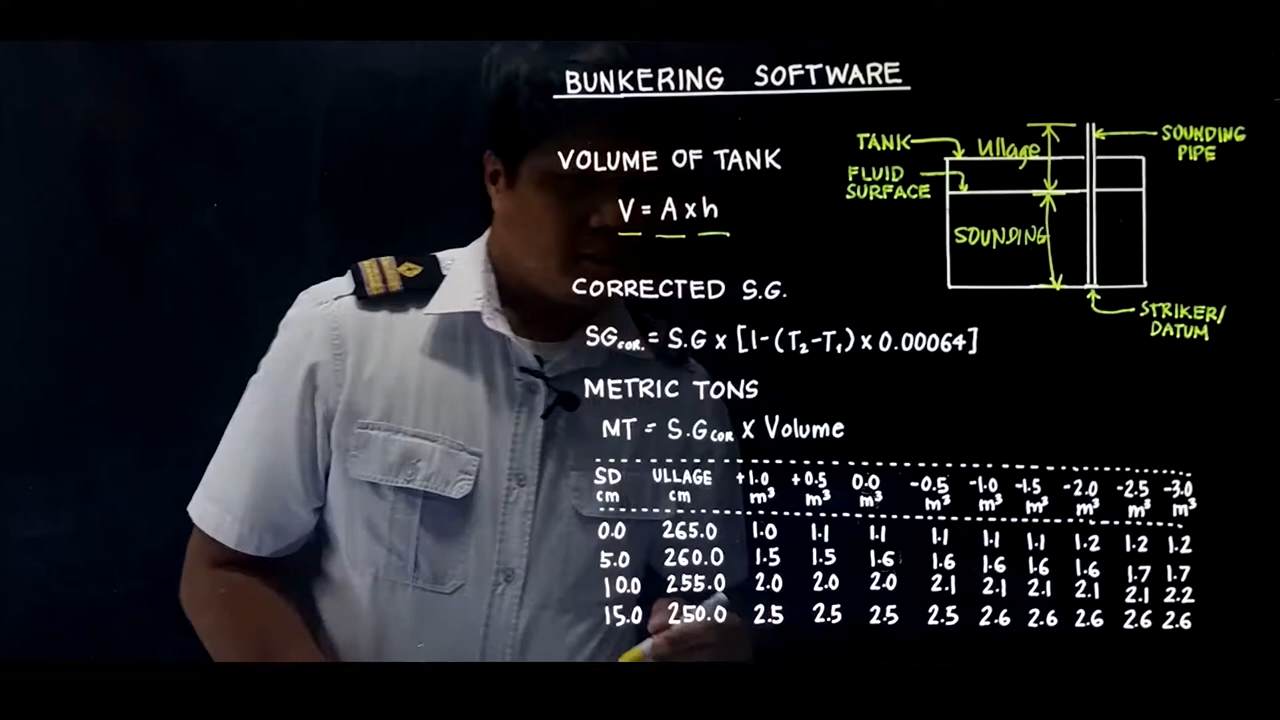 BUNKERING SOFTWARE
VOLUME OF TANK
V = A x h
CORRECTED S.G.
SGcor. = S.G x [1-(T2-T1) x 0.00064]
METRIC TONS
MT = S.GCOR x Volume
TANK
Ullage
SOUNDING
PIPE
FLUID
SURFACE
SOUNDING
STRIKER/
DATUM
SD ULLAGE +1.0 +0.5 0.0 -0.5 -1.0 -1.5 -2.0 -2.5 -3.0
cm cm m³ m³ m³ m³ m³ m³ m³ m³ m³
0.0 265.0 1.0 1.1 1.1 1.1 1.1 1.1 1.2 1.2 1.2
5.0 260.0 1.5 1.5 1.6 1.6 1.6 1.6 1.6 1.7 1.7
10.0 255.0 2.0 2.0 2.0 2.1 2.1 2.1 2.1 2.1 2.2
15.0 250.0 2.5 2.5 2.5 2.5 2.6 2.6 2.6 2.6 2.6